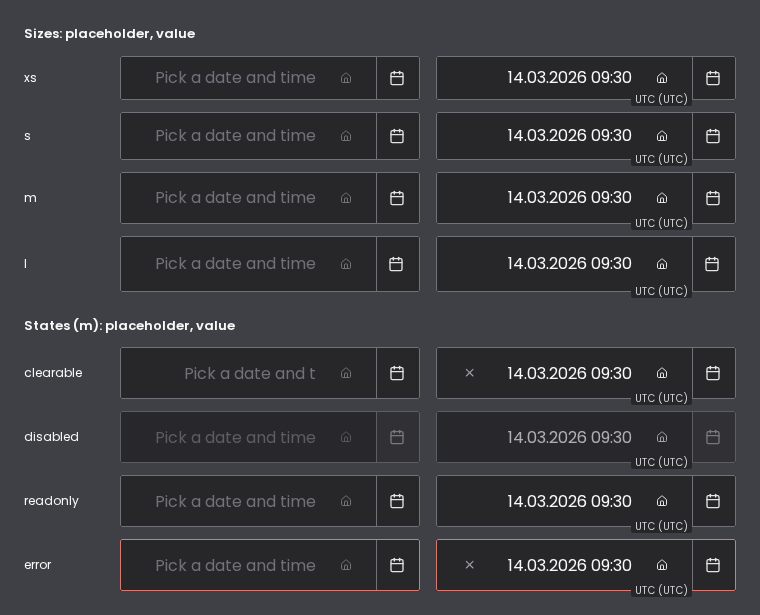 Sizes: placeholder, value
xs Pick a date and time 14.03.2026 09:30
UTC (UTC)
s Pick a date and time 14.03.2026 09:30
UTC (UTC)
m Pick a date and time 14.03.2026 09:30
UTC (UTC)
l Pick a date and time 14.03.2026 09:30
UTC (UTC)
States (m): placeholder, value
clearable Pick a date and t 14.03.2026 09:30
UTC (UTC)
disabled Pick a date and time 14.03.2026 09:30
UTC (UTC)
readonly Pick a date and time 14.03.2026 09:30
UTC (UTC)
error Pick a date and time 14.03.2026 09:30
UTC (UTC)